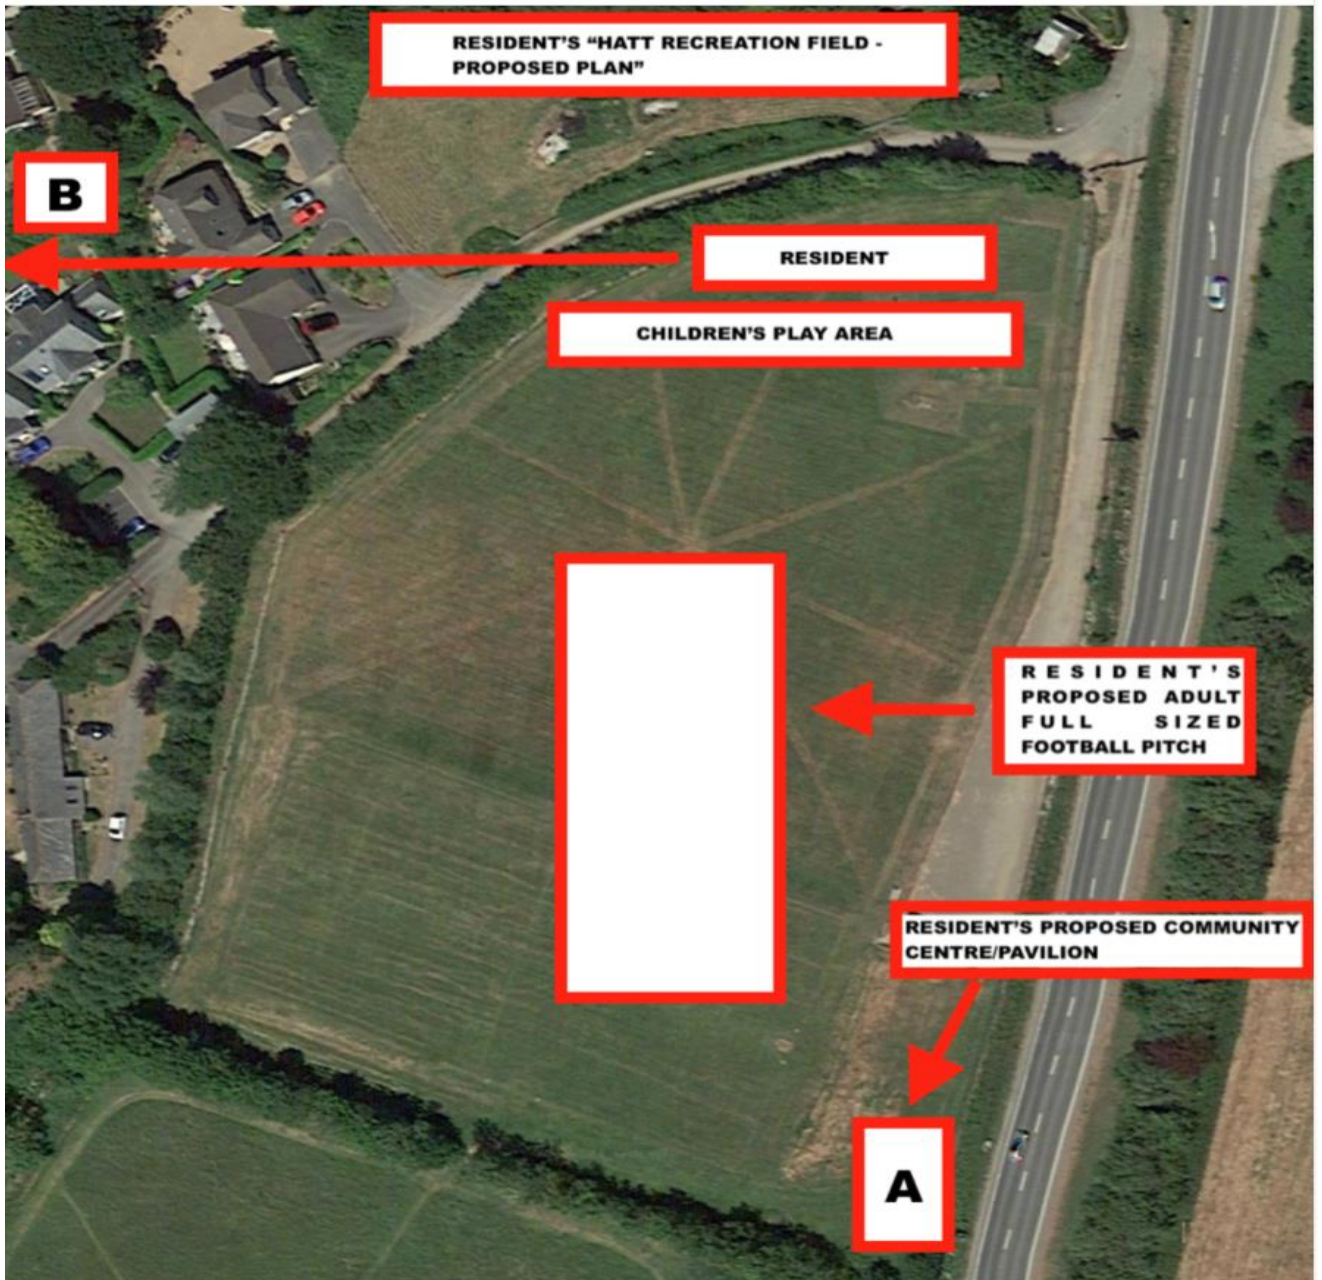 RESIDENT'S "HATT RECREATION FIELD -
PROPOSED PLAN”
B
RESIDENT
CHILDREN'S PLAY AREA
RESIDENT'S
PROPOSED ADULT
FULL SIZED
FOOTBALL PITCH
RESIDENT'S PROPOSED COMMUNITY
CENTRE/PAVILION
A